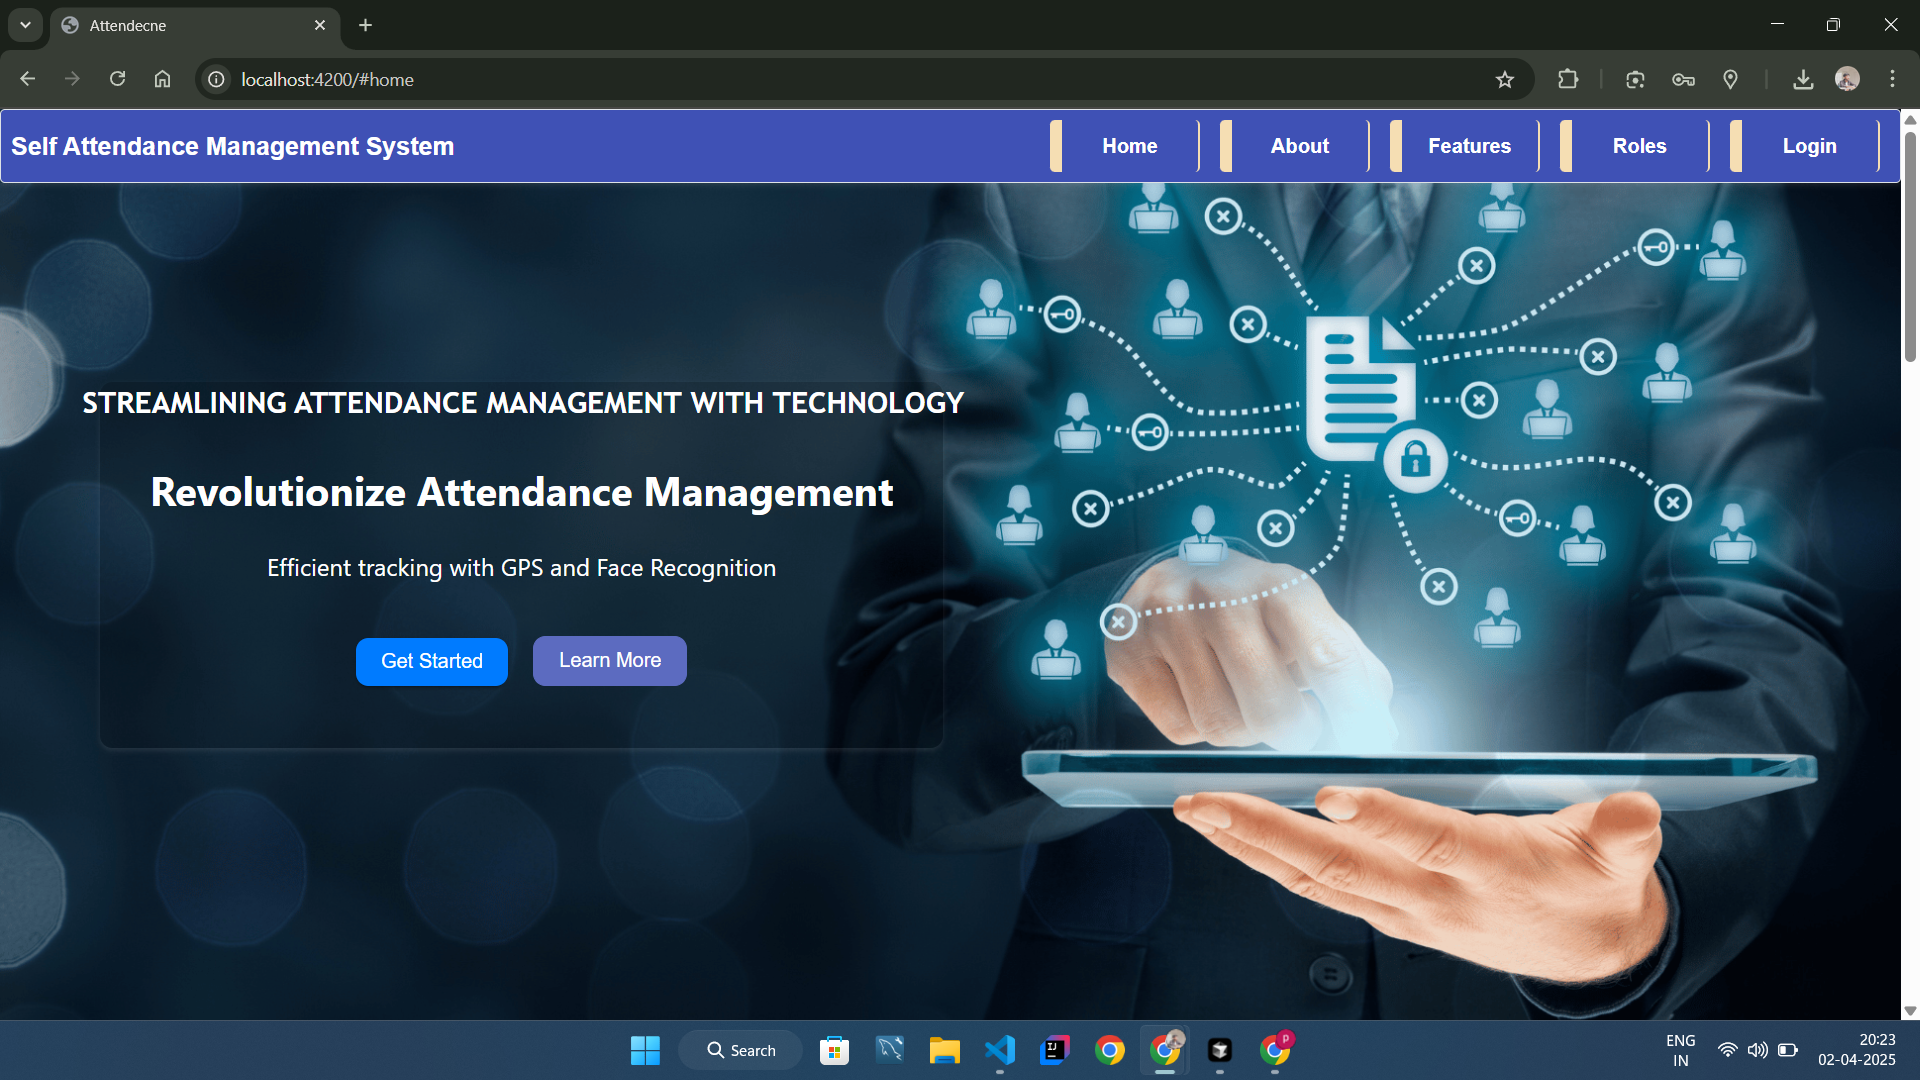 Attendecne
localhost:4200/#home
Self Attendance Management System
Home
About
Features
Roles
Login
STREAMLINING ATTENDANCE MANAGEMENT WITH TECHNOLOGY
Revolutionize Attendance Management
Efficient tracking with GPS and Face Recognition
Get Started
Learn More
Search
IJ
P
ENG
IN
20:23
02-04-2025